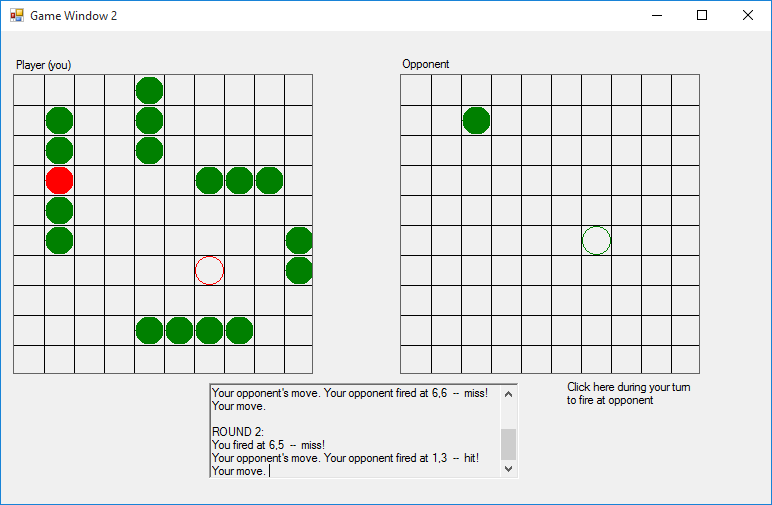 Game Window 2
Player (you)
Opponent
Your opponent's move. Your opponent fired at 6,6 -- miss!
Your move.
ROUND 2:
You fired at 6,5 -- miss!
Your opponent's move. Your opponent fired at 1,3 -- hit!
Your move.
Click here during your turn
to fire at opponent